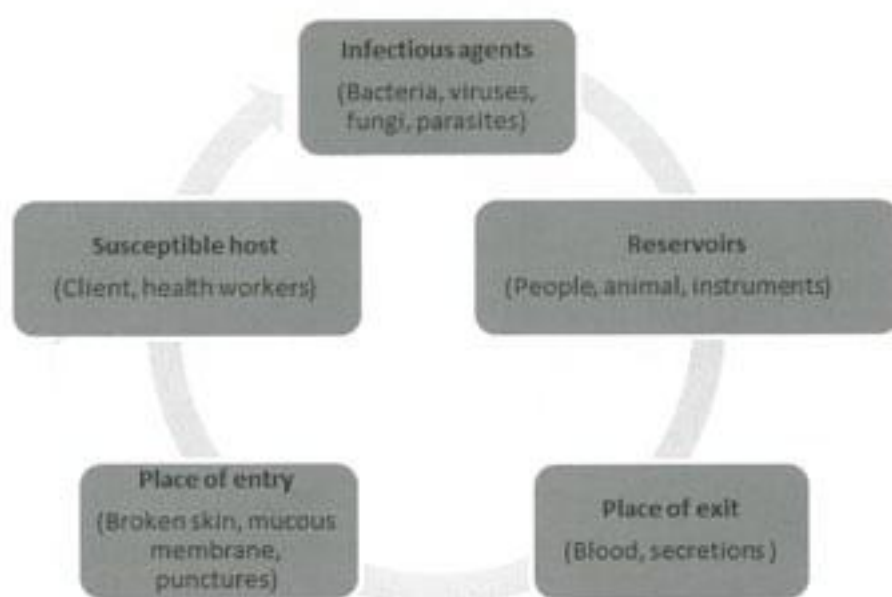 Infectious agents
(Bacteria, viruses,
fungi, parasites)
Reservoirs
(People, animal, instruments)
Place of exit
(Blood, secretions )
Place of entry
(Broken skin, mucous
membrane,
punctures)
Susceptible host
(Client, health workers)